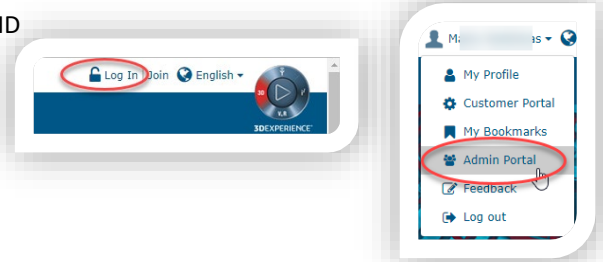 ID
Log In Join English
3D
V,R
3DEXPERIENCE
My Profile
Customer Portal
My Bookmarks
Admin Portal
Feedback
Log out